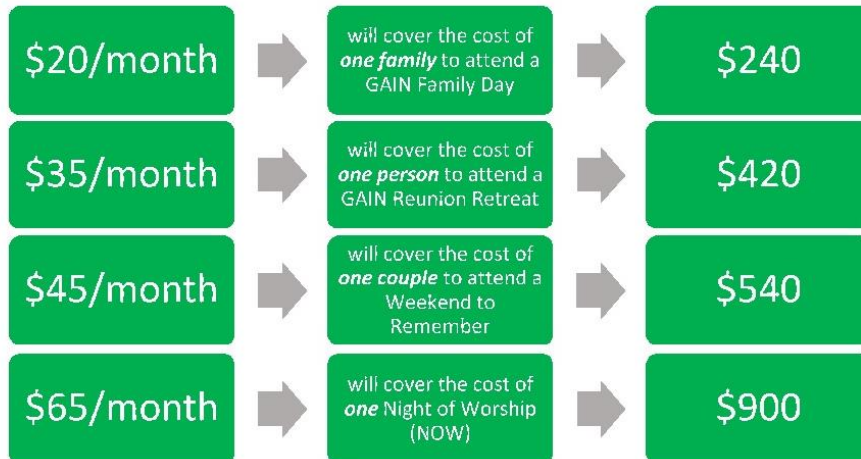 $20/month
will cover the cost of
one family to attend a
GAIN Family Day
$240
$35/month
will cover the cost of
one person to attend a
GAIN Reunion Retreat
$420
$45/month
will cover the cost of
one couple to attend a
Weekend to
Remember
$540
$65/month
will cover the cost of
one Night of Worship
(NOW)
$900